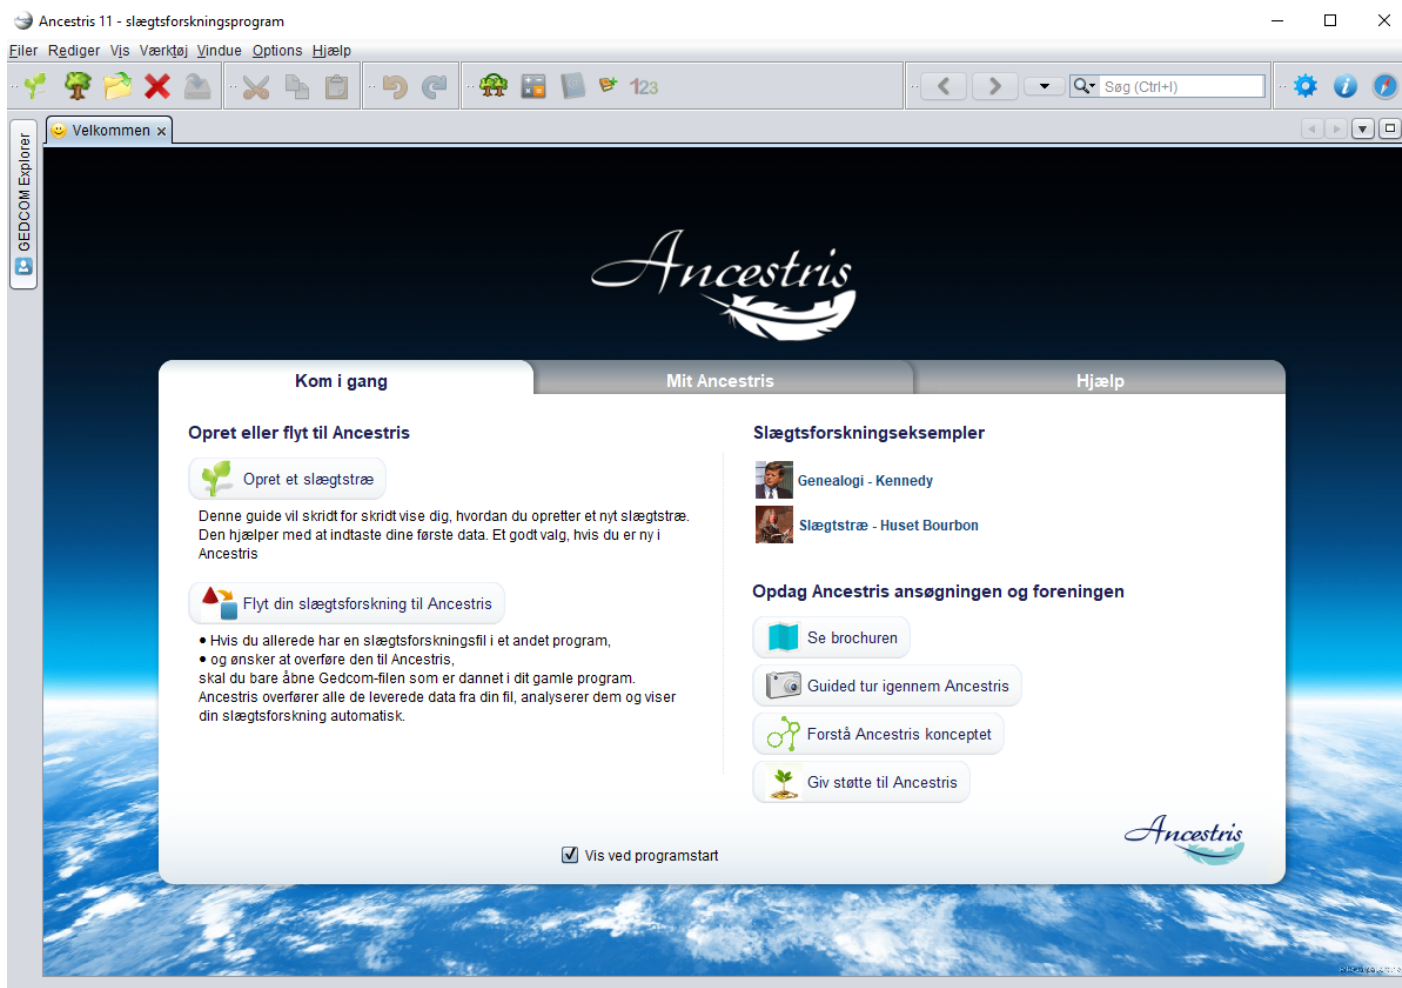 Ancestris 11 - slægtsforskningsprogram
Filer Rediger Vis Værktøj Vindue Options Hjælp
123
Søg (Ctrl+I)
Velkommen
GEDCOM Explorer
Ancestris
Kom i gang
Mit Ancestris
Hjælp
Opret eller flyt til Ancestris
Opret et slægtstræ
Denne guide vil skridt for skridt vise dig, hvordan du opretter et nyt slægtstræ.
Den hjælper med at indtaste dine første data. Et godt valg, hvis du er ny i
Ancestris
Flyt din slægtsforskning til Ancestris
• Hvis du allerede har en slægtsforskningsfil i et andet program,
• og ønsker at overføre den til Ancestris,
skal du bare åbne Gedcom-filen som er dannet i dit gamle program.
Ancestris overfører alle de leverede data fra din fil, analyserer dem og viser
din slægtsforskning automatisk.
Slægtsforskningseksempler
Genealogi - Kennedy
Slægtstræ - Huset Bourbon
Opdag Ancestris ansøgningen og foreningen
Se brochuren
Guided tur igennem Ancestris
Forstå Ancestris konceptet
Giv støtte til Ancestris
Ancestris
Vis ved programstart